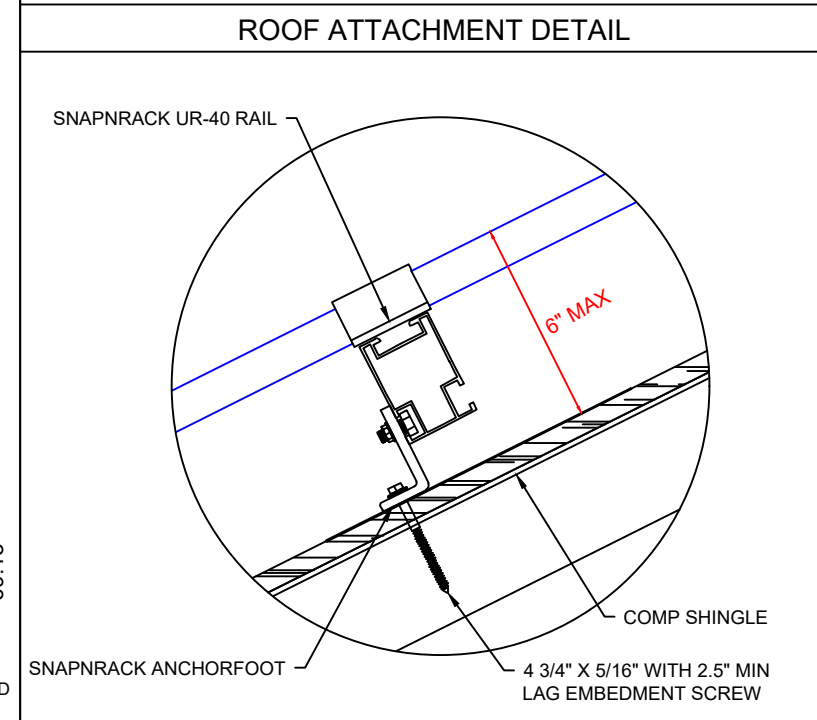 ROOF ATTACHMENT DETAIL
SNAPNRACK UR-40 RAIL
6" MAX
COMP SHINGLE
SNAPNRACK ANCHORFOOT
4 3/4" X 5/16" WITH 2.5" MIN
LAG EMBEDMENT SCREW
D